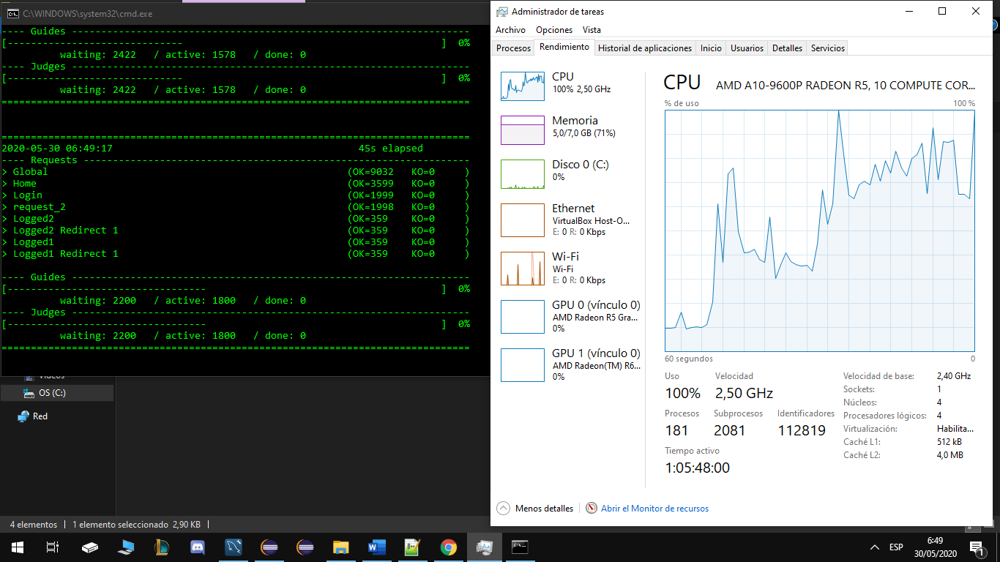 C:\WINDOWS\system32\cmd.exe
---- Guides ------------------------------------------------------------------
[------------------------------                                            ]  0%
          waiting: 2422   / active: 1578   / done: 0
---- Judges ------------------------------------------------------------------
[------------------------------                                            ]  0%
          waiting: 2422   / active: 1578   / done: 0
================================================================================
================================================================================
2020-05-30 06:49:17                                          45s elapsed
---- Requests ------------------------------------------------------------------
> Global                                                   (OK=9032   KO=0     )
> Home                                                     (OK=3599   KO=0     )
> Login                                                    (OK=1999   KO=0     )
> request_2                                                (OK=1998   KO=0     )
> Logged2                                                  (OK=359    KO=0     )
> Logged2 Redirect 1                                       (OK=359    KO=0     )
> Logged1                                                  (OK=359    KO=0     )
> Logged1 Redirect 1                                       (OK=359    KO=0     )
---- Guides ------------------------------------------------------------------
[----------------------------------                                        ]  0%
          waiting: 2200   / active: 1800   / done: 0
---- Judges ------------------------------------------------------------------
[----------------------------------                                        ]  0%
          waiting: 2200   / active: 1800   / done: 0
================================================================================
Vídeos
OS (C:)
Red
4 elementos
1 elemento seleccionado 2,90 KB
Administrador de tareas
Archivo Opciones Vista
Procesos Rendimiento Historial de aplicaciones Inicio Usuarios Detalles Servicios
CPU
100% 2,50 GHz
Memoria
5,0/7,0 GB (71%)
Disco 0 (C:)
0%
Ethernet
VirtualBox Host-O...
E: 0 R: 0 Kbps
Wi-Fi
Wi-Fi
E: 0 R: 0 Kbps
GPU 0 (vínculo 0)
AMD Radeon R5 Gra...
0%
GPU 1 (vínculo 0)
AMD Radeon(TM) R6...
0%
CPU AMD A10-9600P RADEON R5, 10 COMPUTE COR...
% de uso 100 %
60 segundos 0
Uso Velocidad
100% 2,50 GHz
Procesos Subprocesos Identificadores
181 2081 112819
Tiempo activo
1:05:48:00
Velocidad de base: 2,40 GHz
Sockets: 1
Núcleos: 4
Procesadores lógicos: 4
Virtualización: Habilita...
Caché L1: 512 kB
Caché L2: 4,0 MB
Menos detalles
Abrir el Monitor de recursos
ESP
6:49
30/05/2020
1